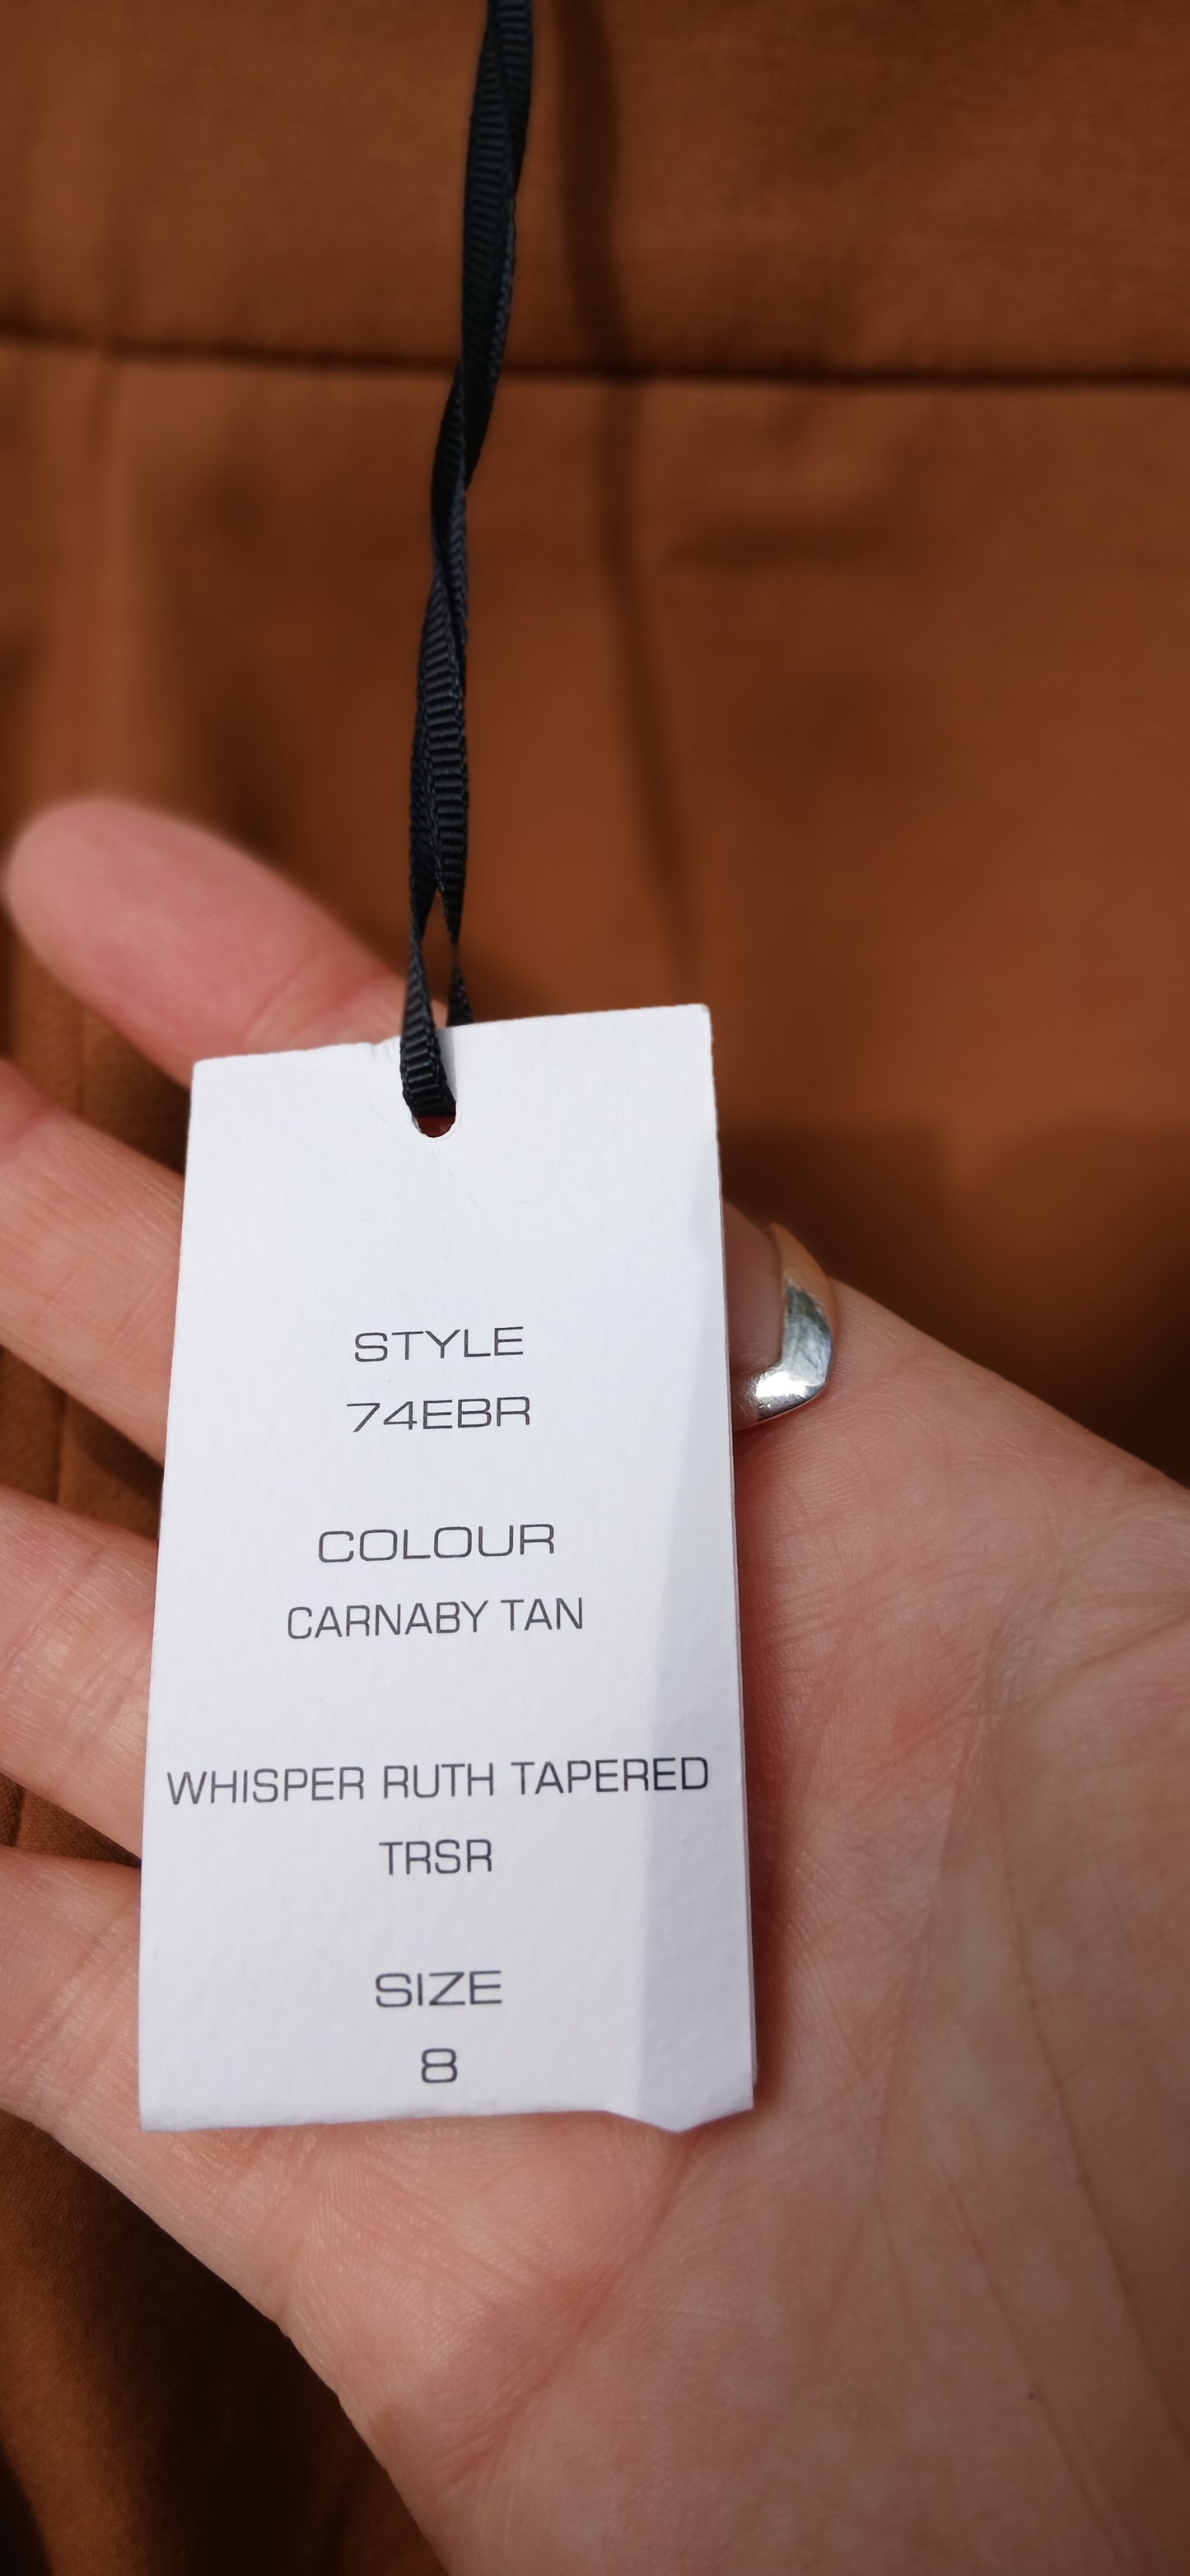 STYLE
74EBR
COLOUR
CARNABY TAN
WHISPER RUTH TAPERED
TRSR
SIZE
8